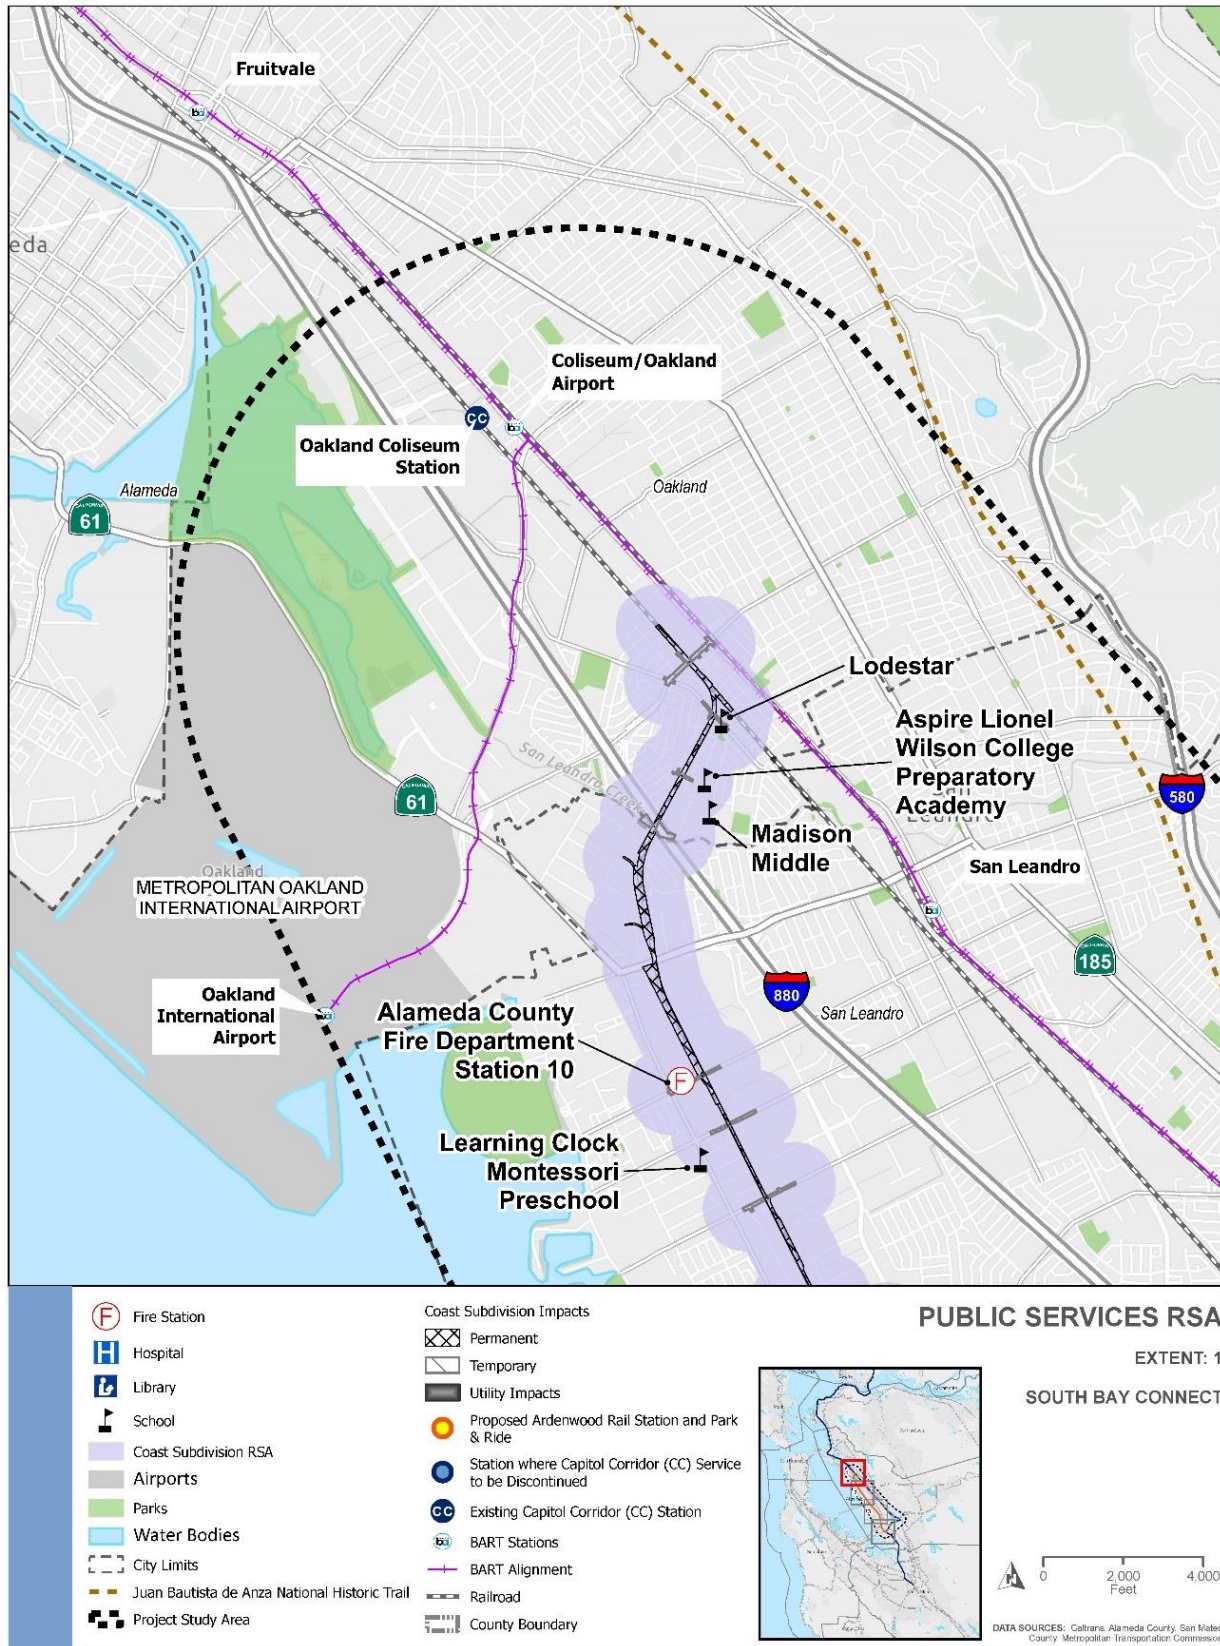 Fruitvale
eda
Coliseum/Oakland
Airport
Oakland Coliseum
Station
CC
Oakland
Alameda
CALIFORNIA
61
Lodestar
Aspire Lionel
Wilson College
Preparatory
Academy
San Leandro Creek
CALIFORNIA
61
580
Madison
Middle
San Leandro
Oakland
METROPOLITAN OAKLAND
INTERNATIONAL AIRPORT
CALIFORNIA
185
880
San Leandro
Oakland
International
Airport
Alameda County
Fire Department
Station 10
F
Learning Clock
Montessori
Preschool
F Fire Station
H Hospital
Library
School
Coast Subdivision RSA
Airports
Parks
Water Bodies
City Limits
Juan Bautista de Anza National Historic Trail
Project Study Area
Coast Subdivision Impacts
Permanent
Temporary
Utility Impacts
Proposed Ardenwood Rail Station and Park
& Ride
Station where Capitol Corridor (CC) Service
to be Discontinued
CC Existing Capitol Corridor (CC) Station
BART Stations
BART Alignment
Railroad
County Boundary
PUBLIC SERVICES RSA
EXTENT: 1
SOUTH BAY CONNECT
0 2,000 4,000
Feet
DATA SOURCES: Caltrans, Alameda County, San Mateo
County, Metropolitan Transportation Commission